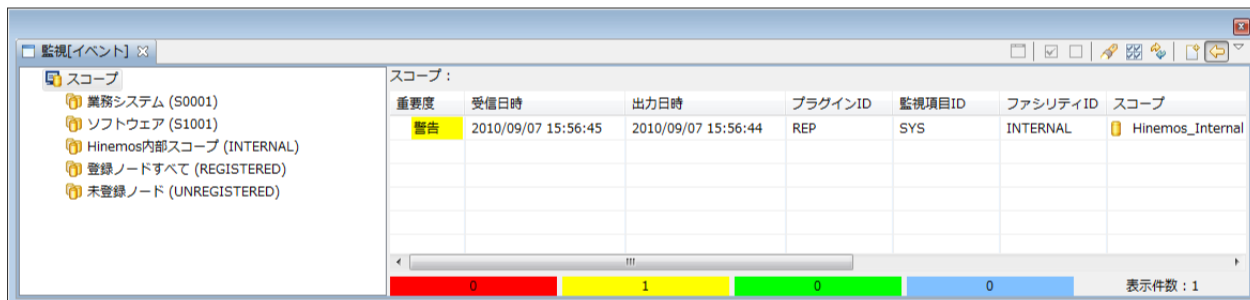 監視[イベント]
スコープ
業務システム (S0001)
ソフトウェア (S1001)
Hinemos内部スコープ (INTERNAL)
登録ノードすべて (REGISTERED)
未登録ノード (UNREGISTERED)
スコープ :
重要度 受信日時 出力日時 プラグインID 監視項目ID ファシリティID スコープ
警告 2010/09/07 15:56:45 2010/09/07 15:56:44 REP SYS INTERNAL Hinemos_Internal
0 1 0 0 表示件数 : 1